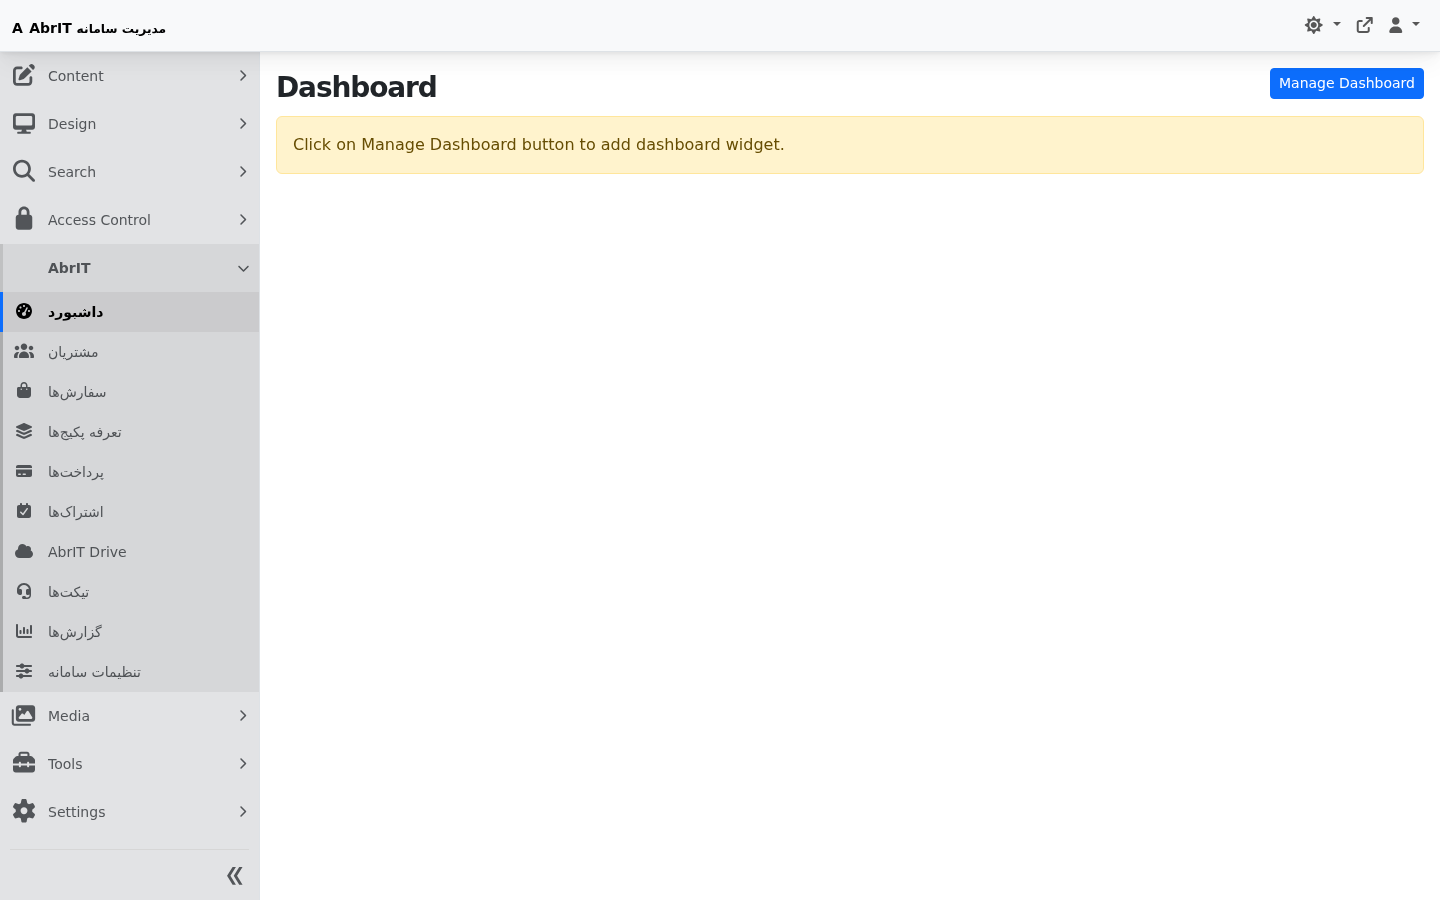 A AbrIT مدیریت سامانه
Content
Design
Search
Access Control
AbrIT
داشبورد
مشتریان
سفارش‌ها
تعرفه پکیج‌ها
پرداخت‌ها
اشتراک‌ها
AbrIT Drive
تیکت‌ها
گزارش‌ها
تنظیمات سامانه
Media
Tools
Settings
Dashboard
Manage Dashboard
Click on Manage Dashboard button to add dashboard widget.